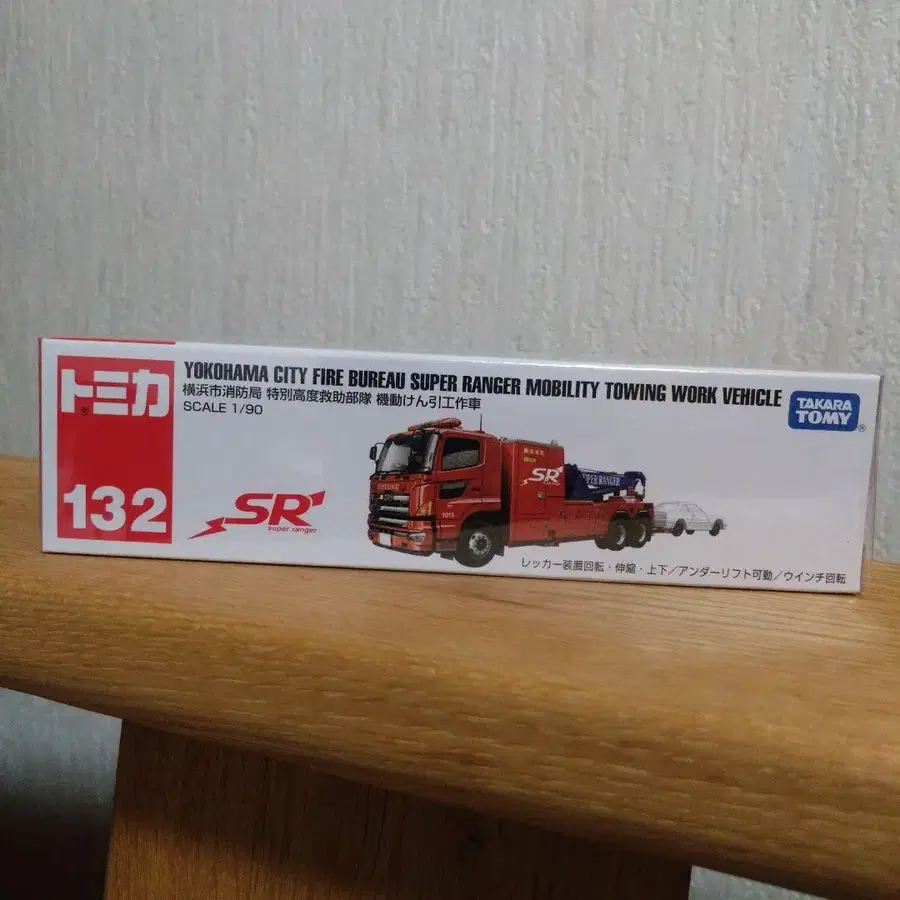 トミカ
®
132
YOKOHAMA CITY FIRE BUREAU SUPER RANGER MOBILITY TOWING WORK VEHICLE
横浜市消防局 特別高度救助部隊 機動けん引工作車
SCALE 1/90
TAKARA
TOMY
®
SR
super ranger
SR
SUPER RANGER
レッカー装置回転・伸縮・上下/アンダーリフト可動/ウインチ回転